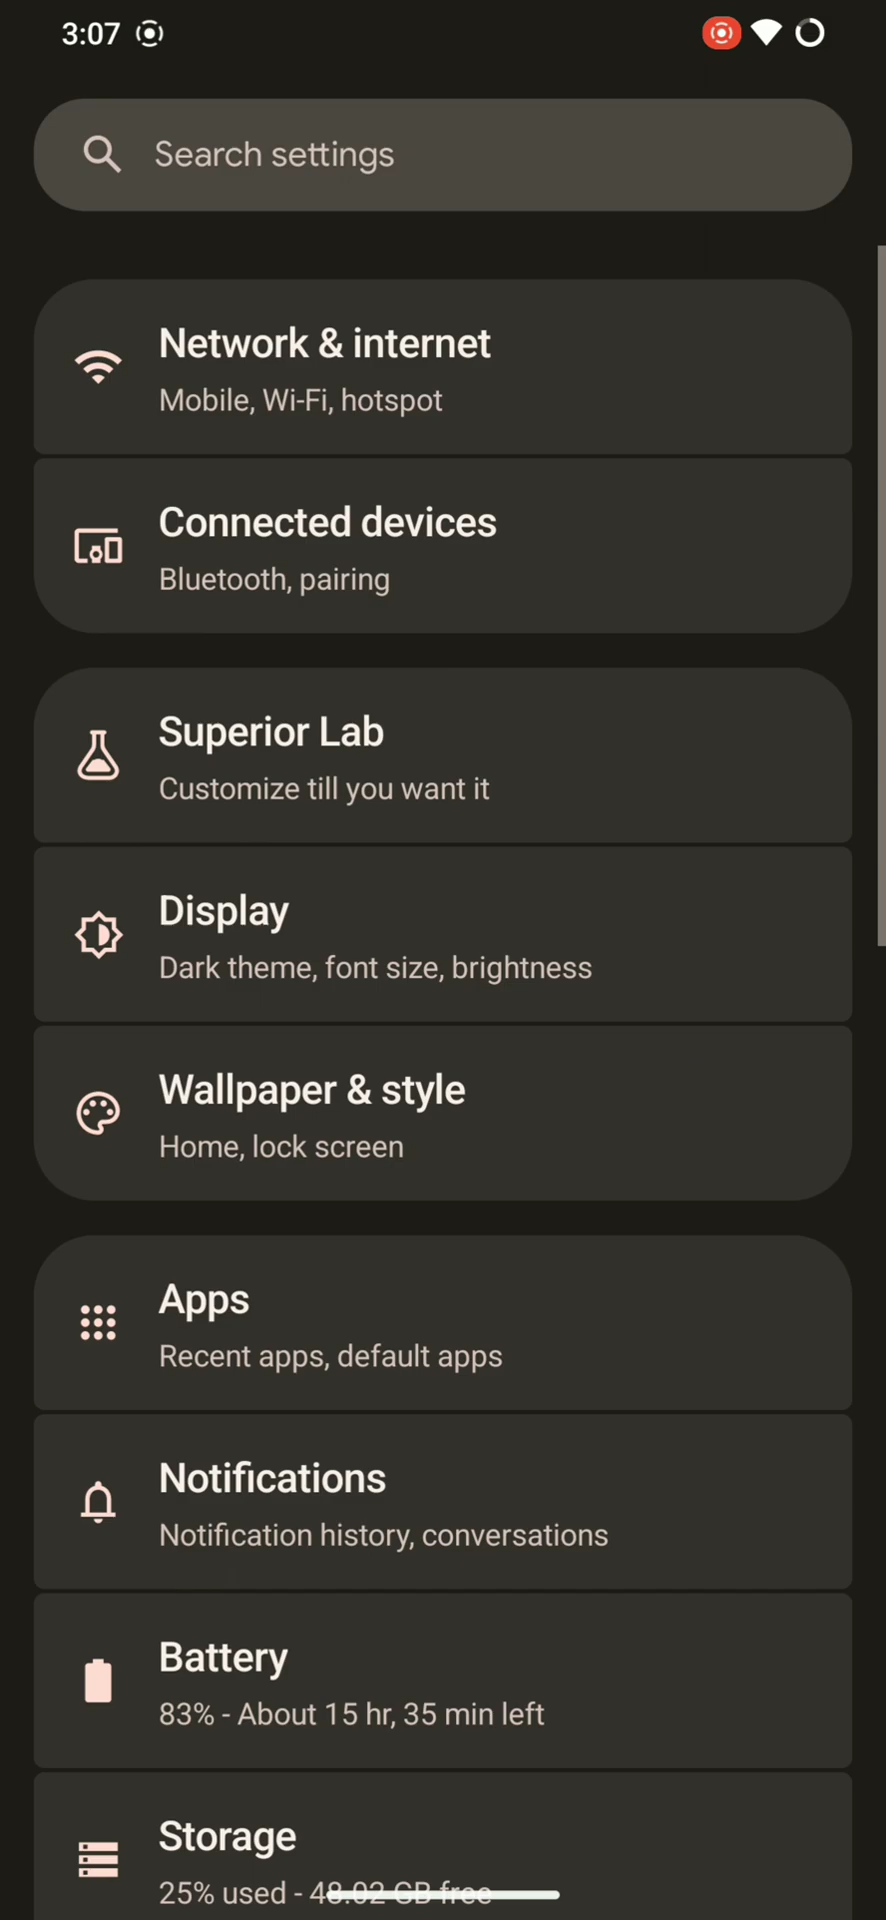 3:07
Search settings
Network & internet
Mobile, Wi-Fi, hotspot
Connected devices
Bluetooth, pairing
Superior Lab
Customize till you want it
Display
Dark theme, font size, brightness
Wallpaper & style
Home, lock screen
Apps
Recent apps, default apps
Notifications
Notification history, conversations
Battery
83% - About 15 hr, 35 min left
Storage
25% used - 48.02 GB free